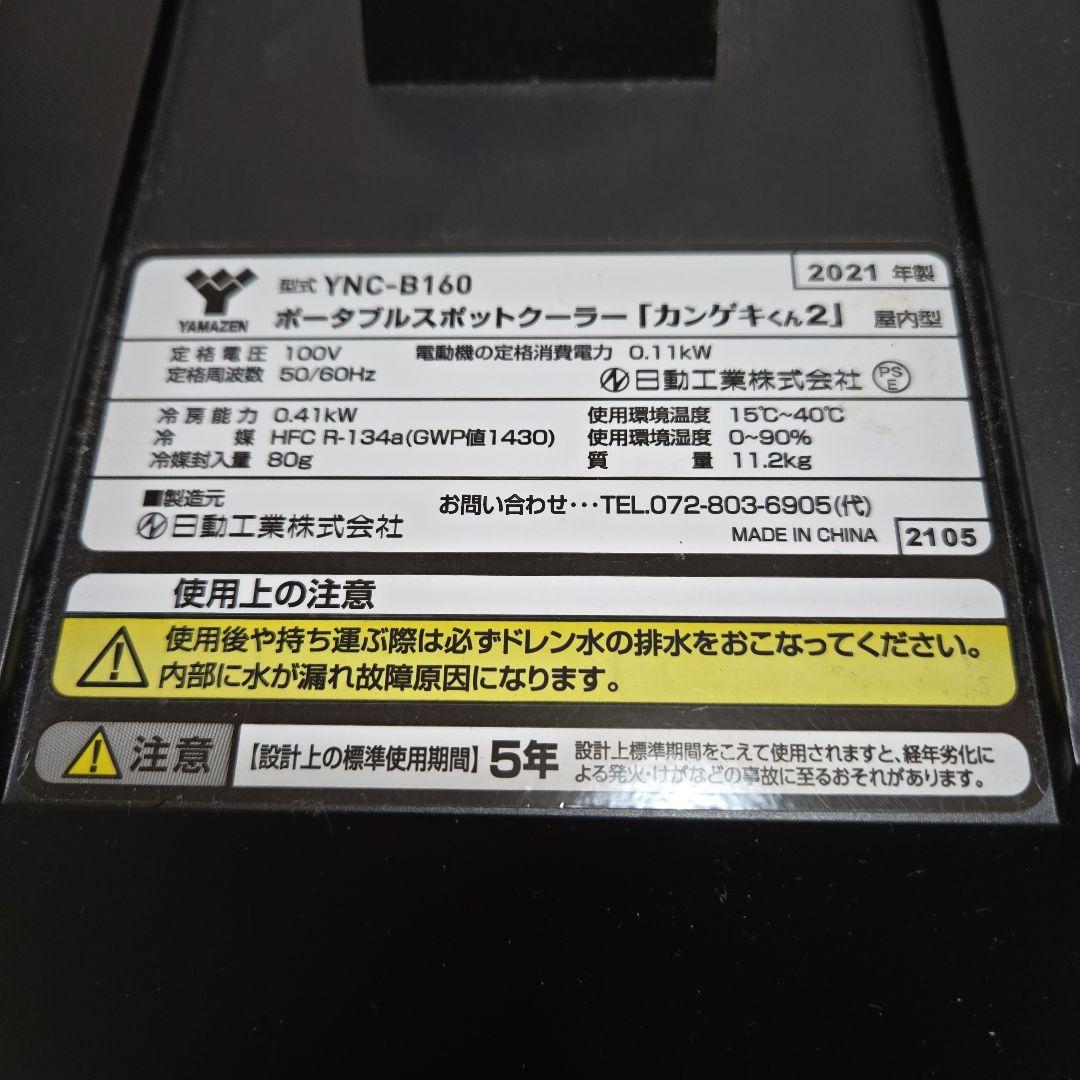 YAMAZEN
型式 YNC-B160
2021 年製
ポータブルスポットクーラー「カンゲキくん2」 屋内型
定格電圧 100V 電動機の定格消費電力 0.11kW
定格周波数 50/60Hz
日動工業株式会社 PSE
冷房能力 0.41kW 使用環境温度 15℃~40℃
冷媒 HFC R-134a(GWP値1430) 使用環境湿度 0~90%
冷媒封入量 80g 質量 11.2kg
■製造元
日動工業株式会社
お問い合わせ・・・TEL.072-803-6905(代)
MADE IN CHINA 2105
使用上の注意
使用後や持ち運ぶ際は必ずドレン水の排水をおこなってください。
内部に水が漏れ故障原因になります。
注意
【設計上の標準使用期間】5年
設計上標準期間をこえて使用されますと、経年劣化に
よる発火・けがなどの事故に至るおそれがあります。